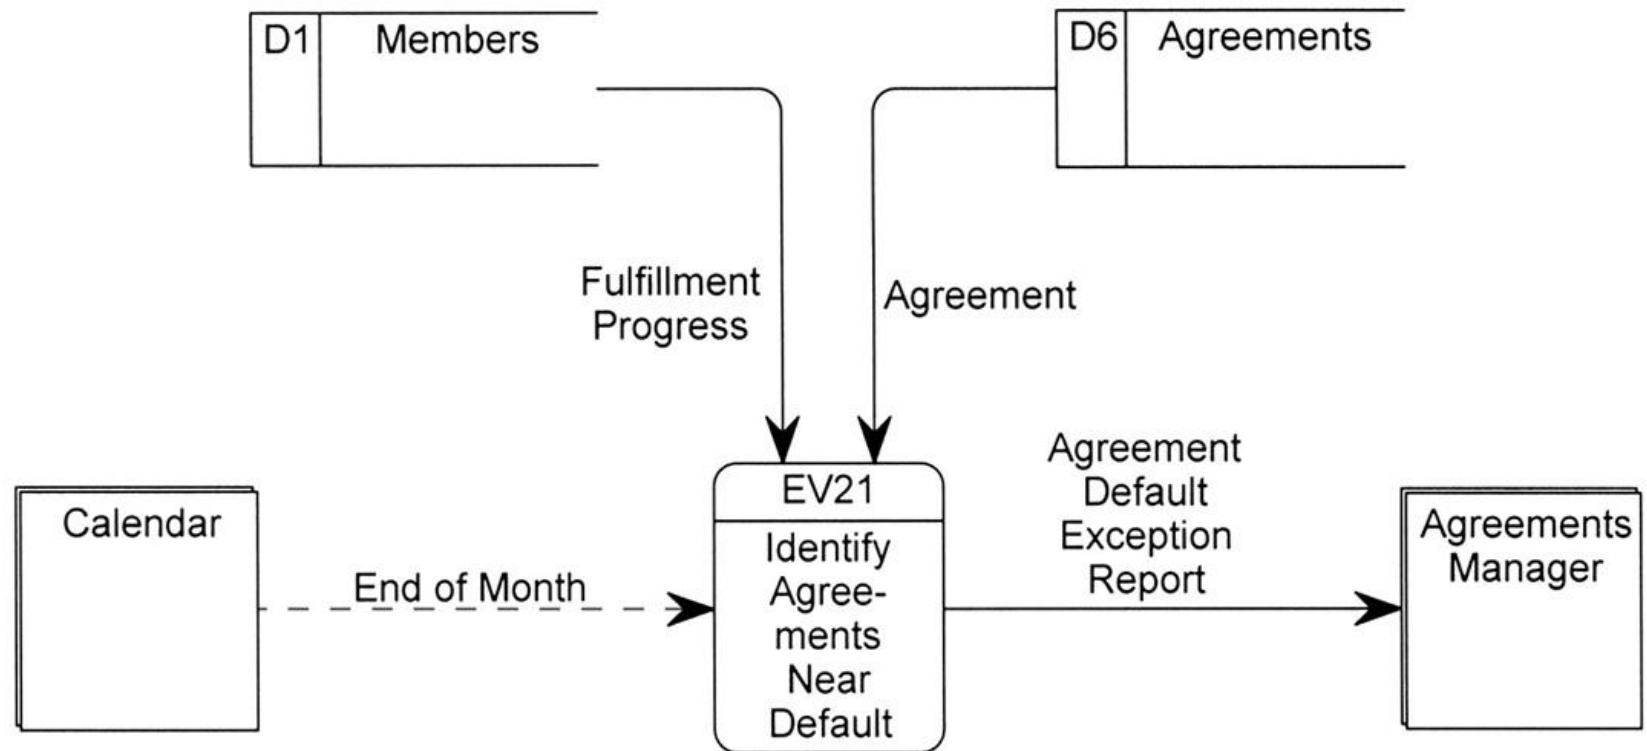 D1 Members
D6 Agreements
Fulfillment
Progress
Agreement
Calendar
End of Month
EV21
Identify
Agree-
ments
Near
Default
Agreement
Default
Exception
Report
Agreements
Manager